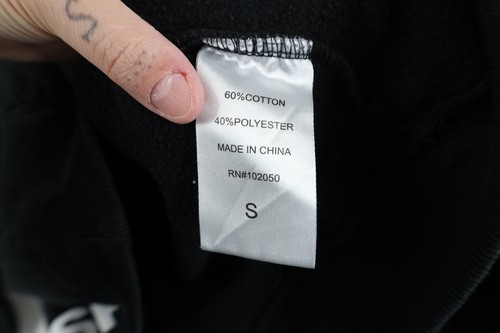 60%COTTON
40%POLYESTER
MADE IN CHINA
RN#102050
S